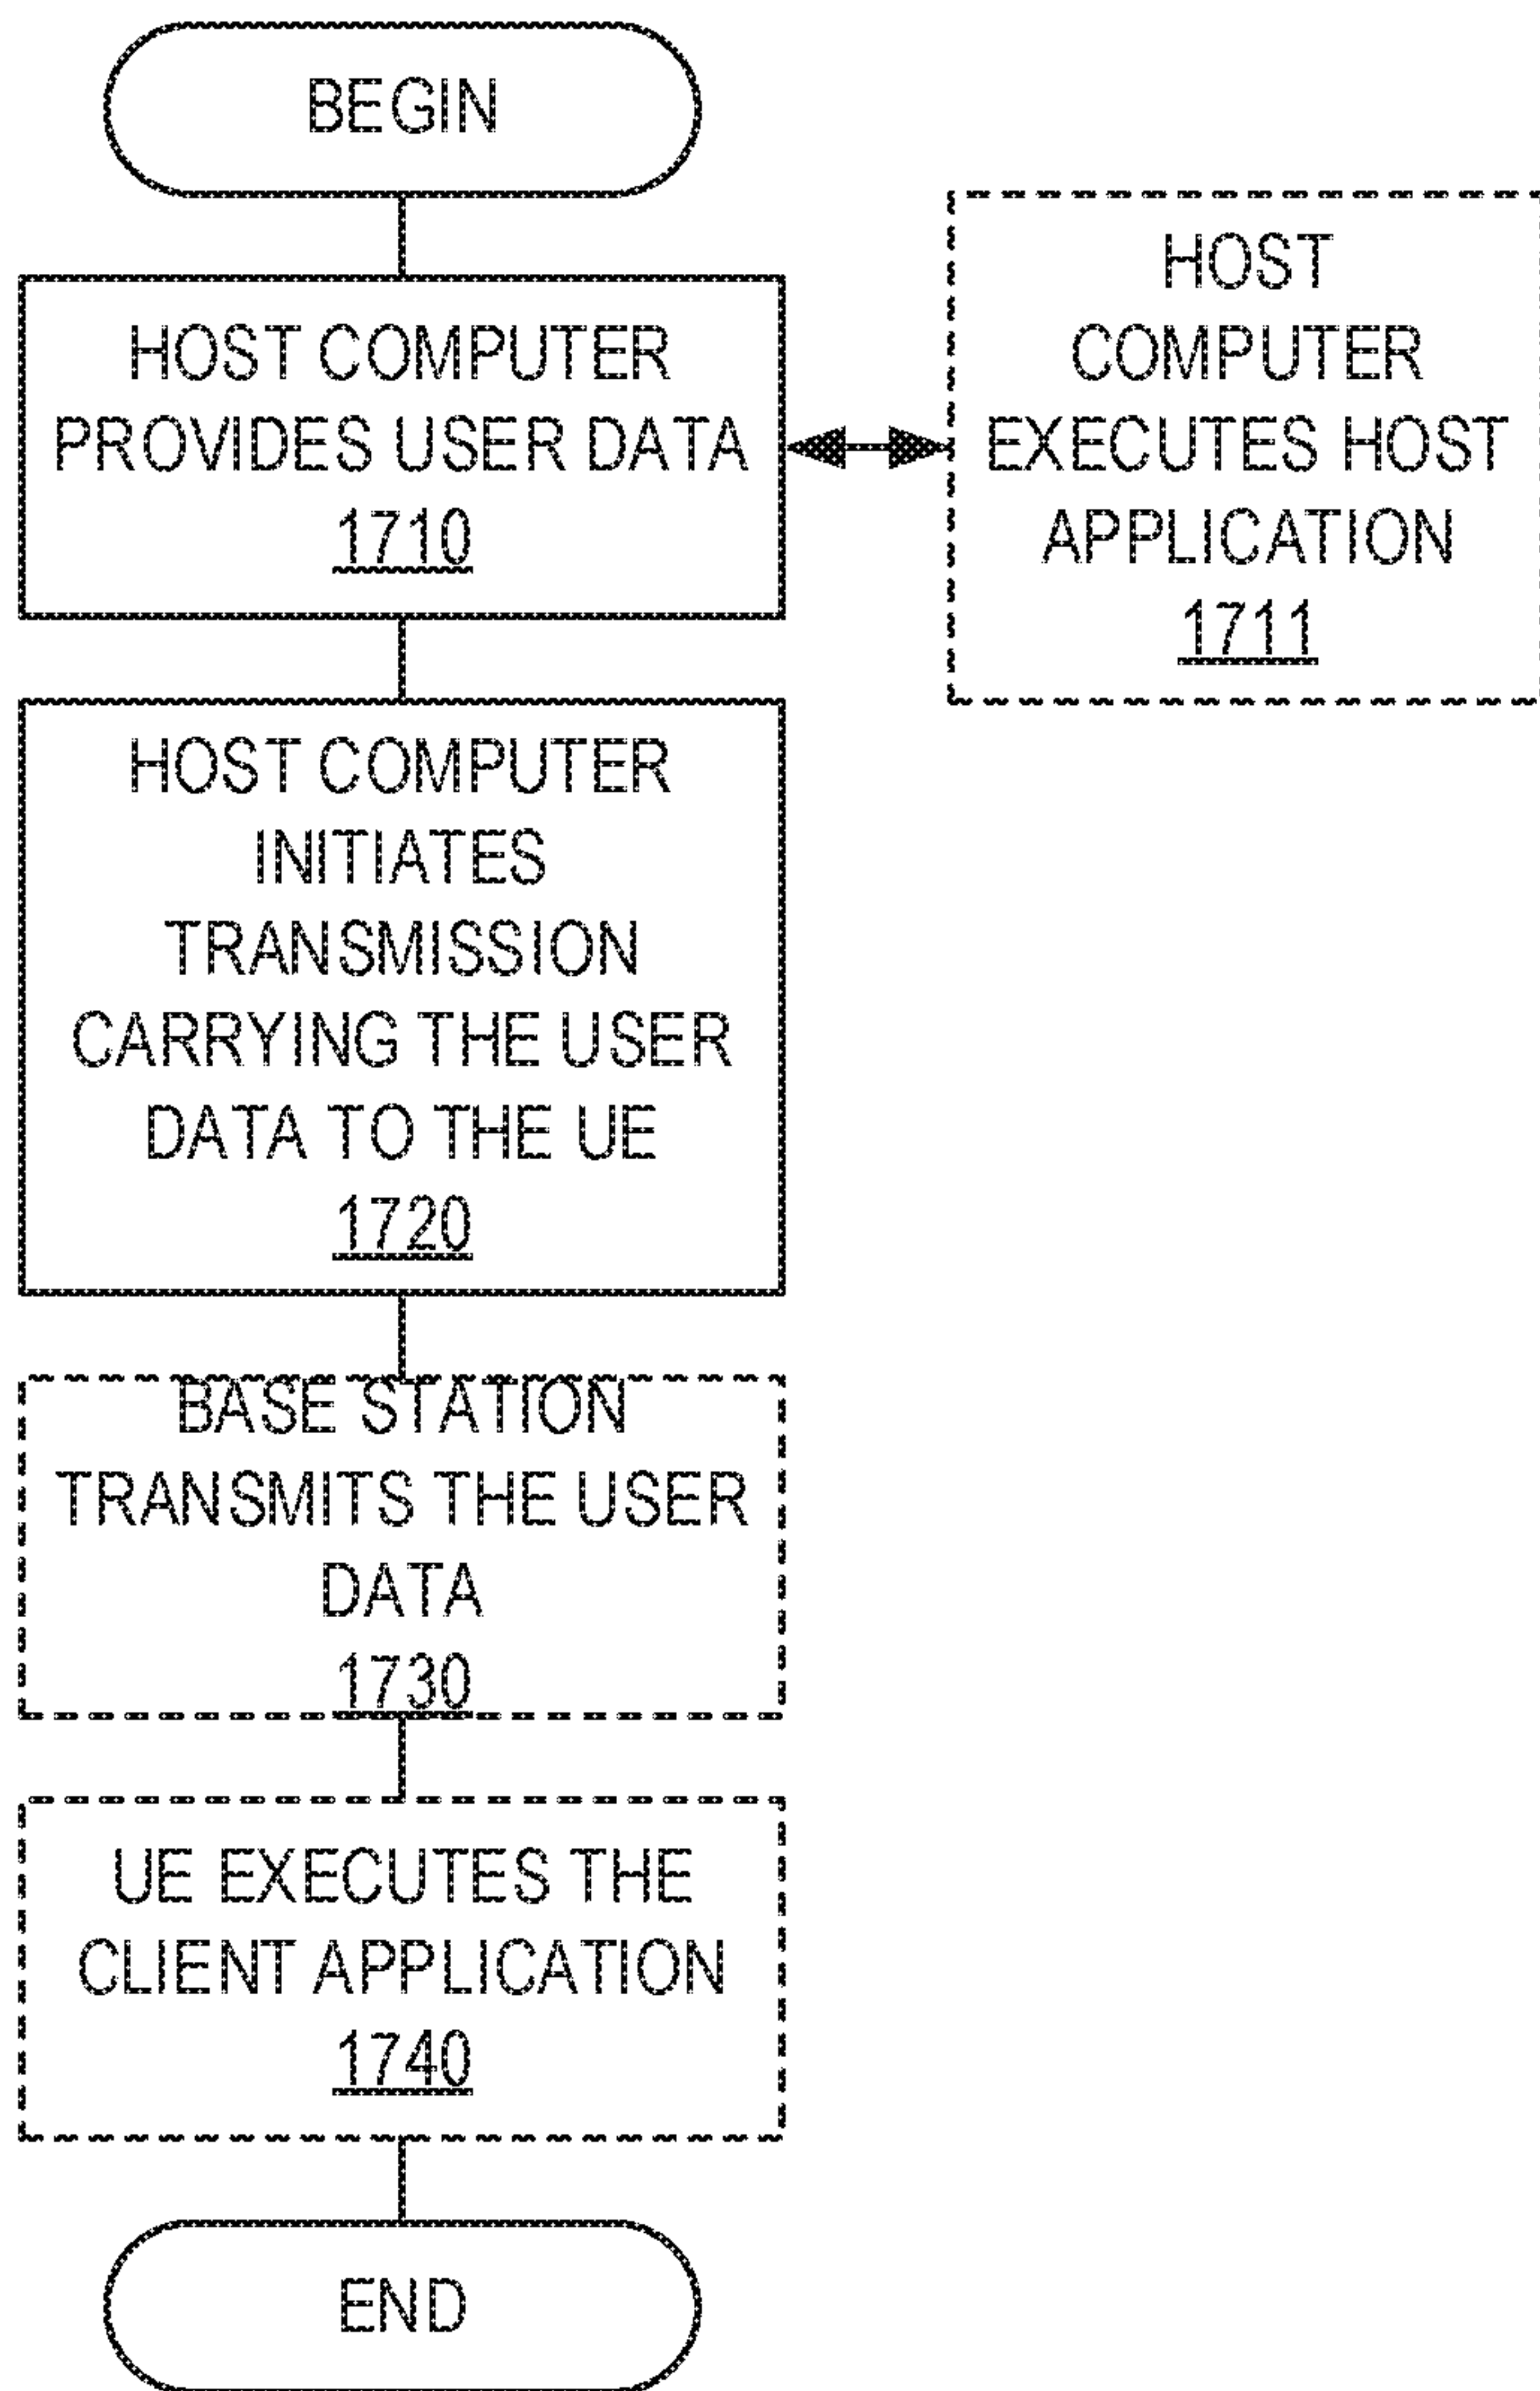 BEGIN
HOST COMPUTER
PROVIDES USER DATA
1710
HOST
COMPUTER
EXECUTES HOST
APPLICATION
1711
HOST COMPUTER
INITIATES
TRANSMISSION
CARRYING THE USER
DATA TO THE UE
1720
BASE STATION
TRANSMITS THE USER
DATA
1730
UE EXECUTES THE
CLIENT APPLICATION
1740
END